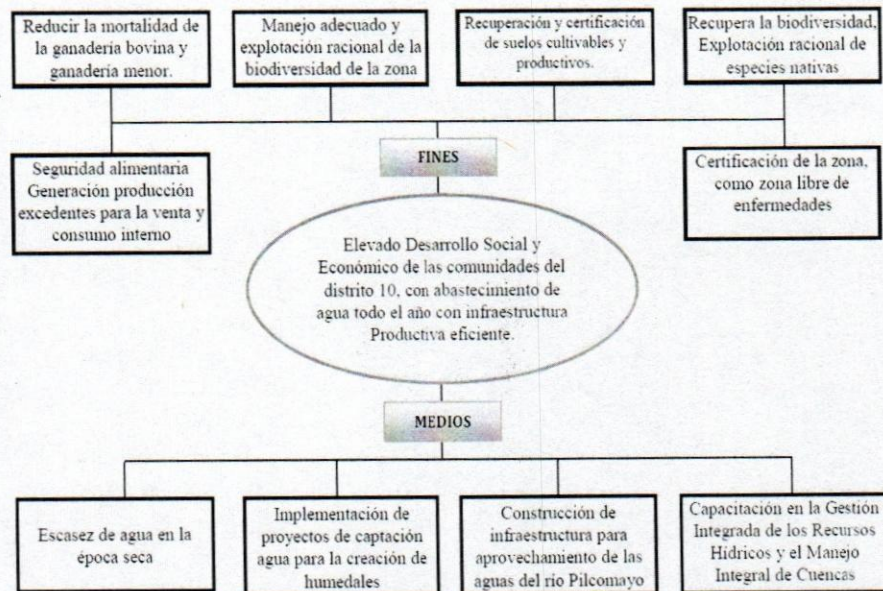 Reducir la mortalidad de
la ganadería bovina y
ganadería menor.
Manejo adecuado y
explotación racional de la
biodiversidad de la zona
Recuperación y certificación
de suelos cultivables y
productivos.
Recupera la biodiversidad,
Explotación racional de
especies nativas
Seguridad alimentaria
Generación producción
excedentes para la venta y
consumo interno
FINES
Certificación de la zona,
como zona libre de
enfermedades
Elevado Desarrollo Social y
Económico de las comunidades del
distrito 10, con abastecimiento de
agua todo el año con infraestructura
Productiva eficiente.
MEDIOS
Escasez de agua en la
época seca
Implementación de
proyectos de captación
agua para la creación de
humedales
Construcción de
infraestructura para
aprovechamiento de las
aguas del río Pilcomayo
Capacitación en la Gestión
Integrada de los Recursos
Hídricos y el Manejo
Integral de Cuencas